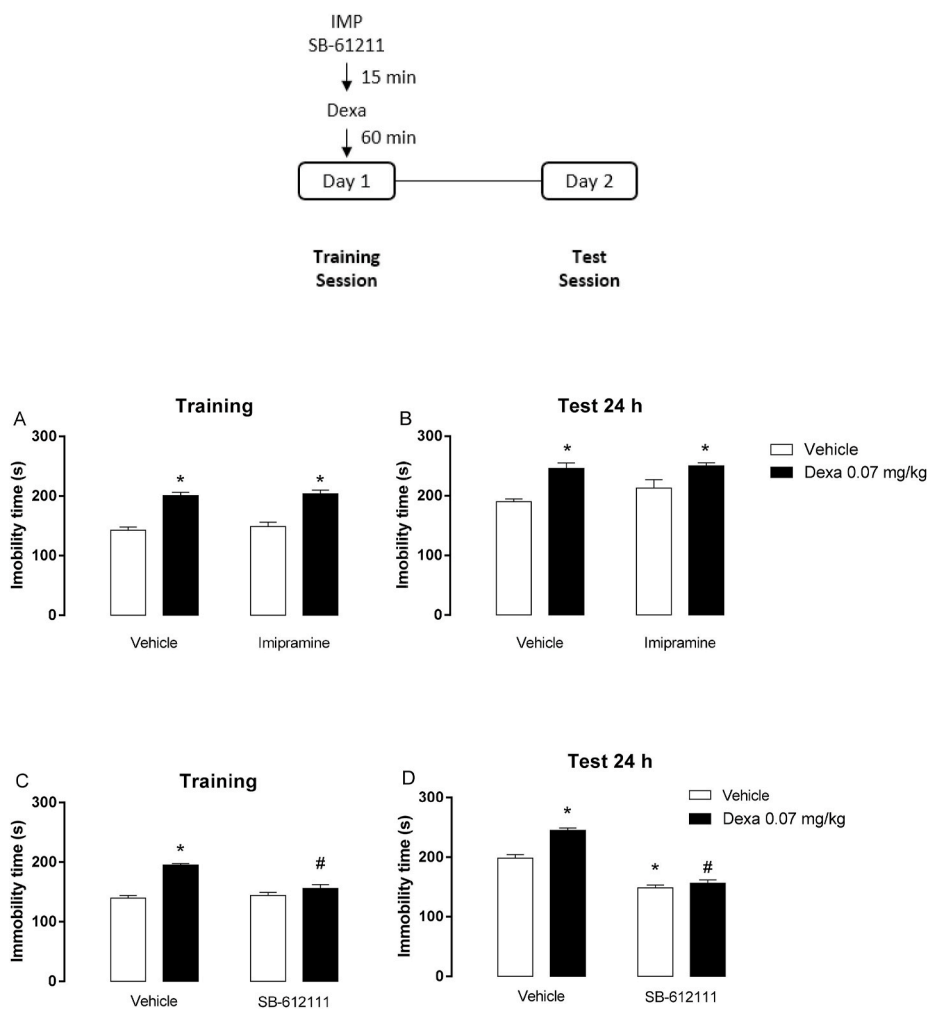 IMP
SB-61211
15 min
Dexa
60 min
Day 1
Day 2
Training
Session
Test
Session
A
Training
Imobility time (s)
300
200
100
0
*
*
Vehicle
Imipramine
B
Test 24 h
Imobility time (s)
300
200
100
0
*
*
Vehicle
Imipramine
Vehicle
Dexa 0.07 mg/kg
C
Training
Immobility time (s)
300
200
100
0
*
#
Vehicle
SB-612111
D
Test 24 h
Immobility time (s)
300
200
100
0
*
*
#
Vehicle
SB-612111
Vehicle
Dexa 0.07 mg/kg